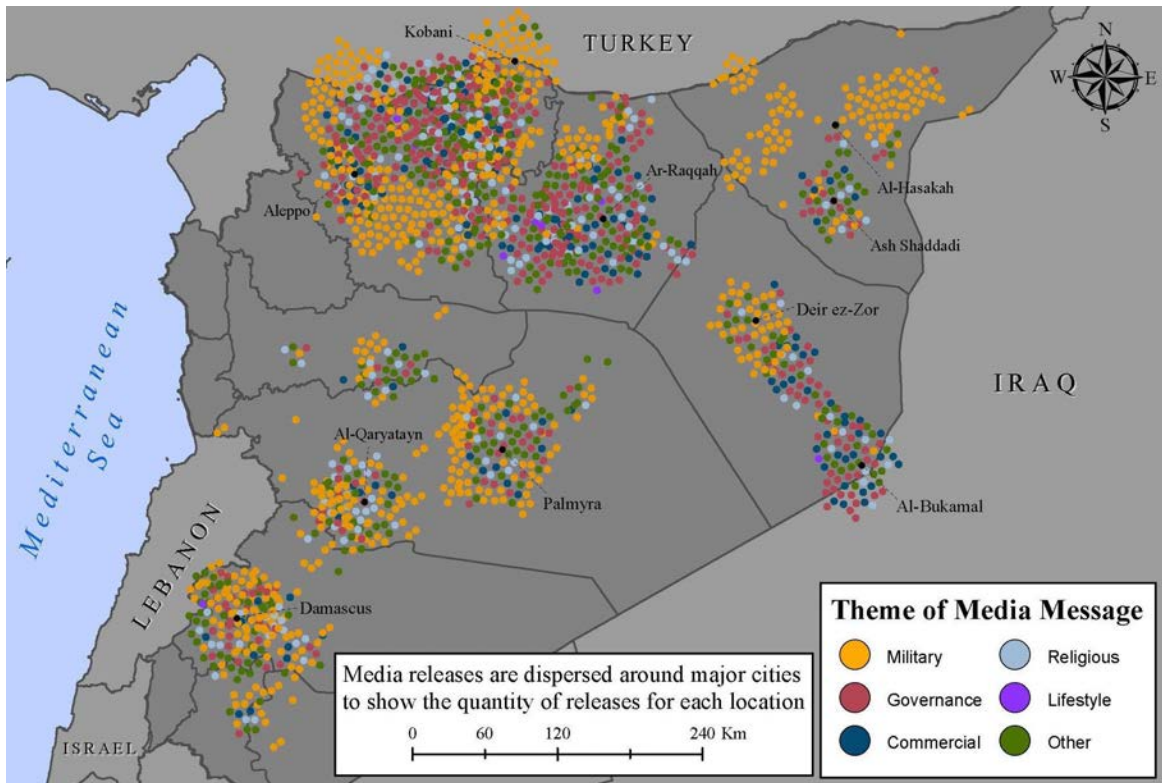 Kobani
TURKEY
N
W E
S
Ar-Raqqah
Al-Hasakah
Aleppo
Ash Shaddadi
Deir ez-Zor
Mediterranean
Sea
IRAQ
Al-Qaryatayn
Palmyra
Al-Bukamal
LEBANON
Damascus
ISRAEL
Media releases are dispersed around major cities
to show the quantity of releases for each location
0 60 120 240 Km
Theme of Media Message
Military
Religious
Governance
Lifestyle
Commercial
Other